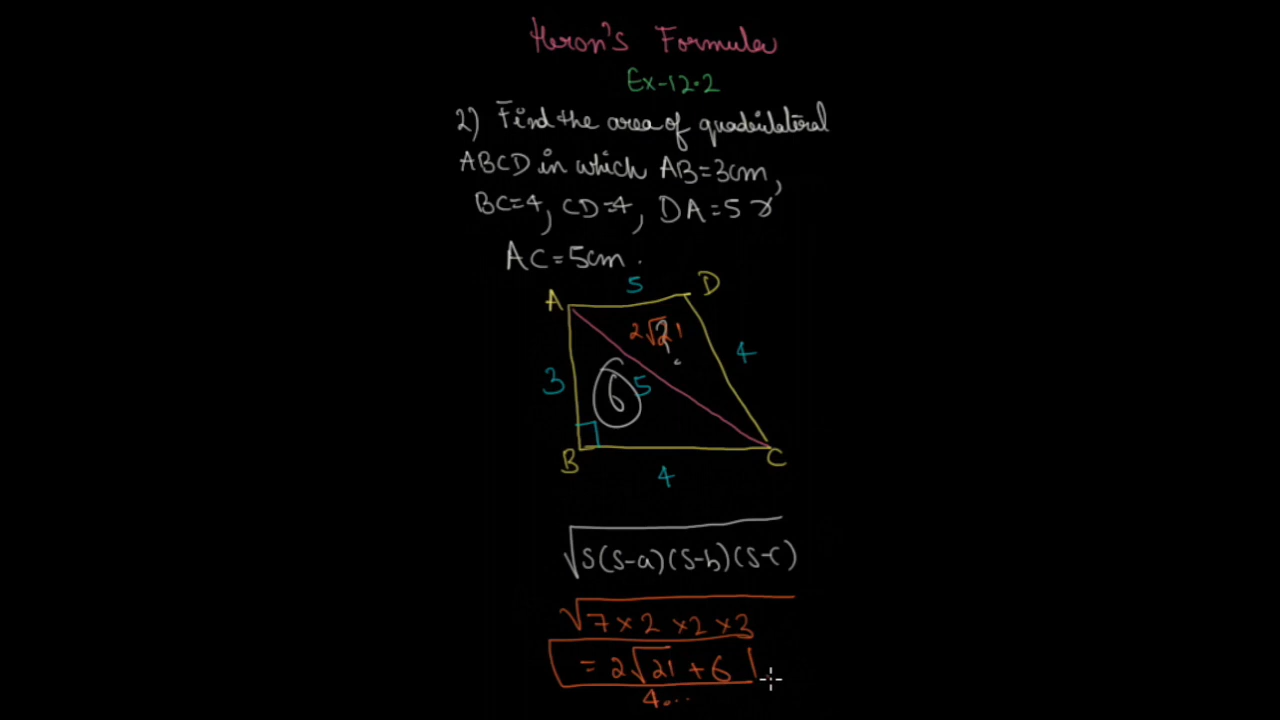 Heron's Formula
Ex-12.2
2) Find the area of quadrilateral
ABCD in which AB=3cm,
BC=4, CD=4, DA=5 &
AC=5cm.
5
A D
2√21
?
4
3 6 5
B C
4
√S(S-a)(S-b)(S-c)
√7×2×2×3
= 2√21 + 6
4...